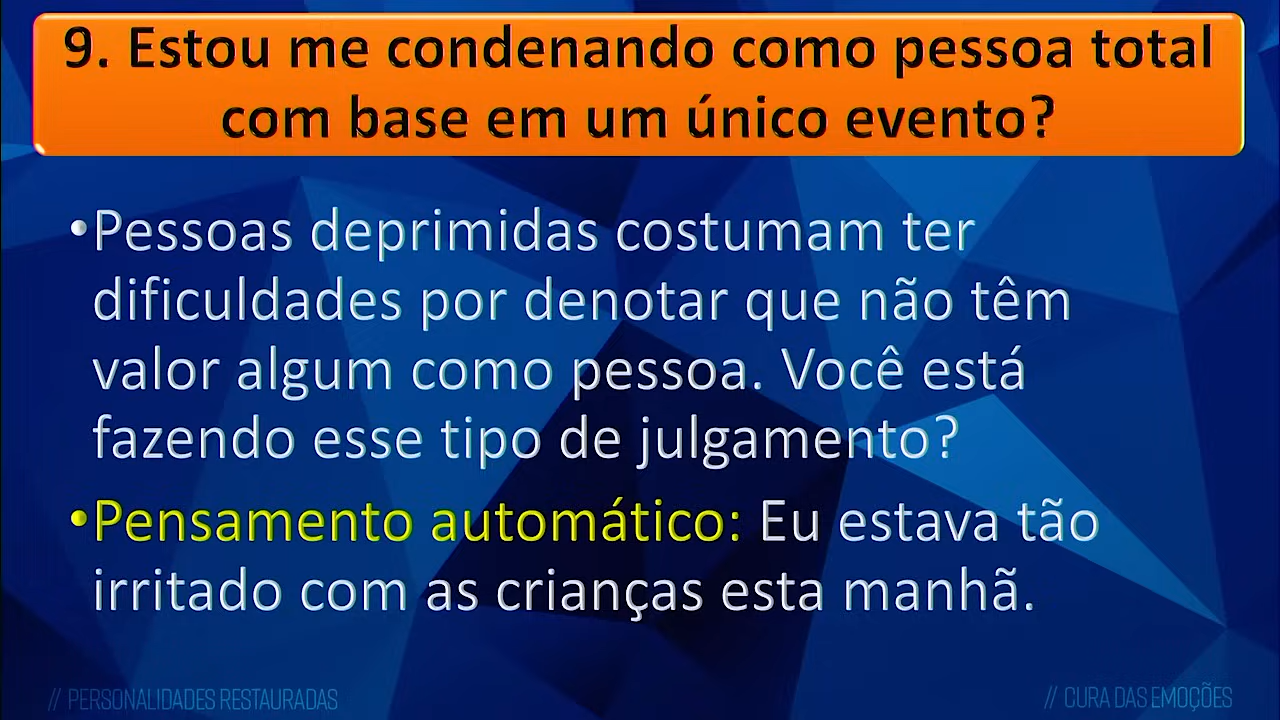 9. Estou me condenando como pessoa total
com base em um único evento?
•Pessoas deprimidas costumam ter
dificuldades por denotar que não têm
valor algum como pessoa. Você está
fazendo esse tipo de julgamento?
•Pensamento automático: Eu estava tão
irritado com as crianças esta manhã.
// PERSONALIDADES RESTAURADAS
// CURA DAS EMOÇÕES